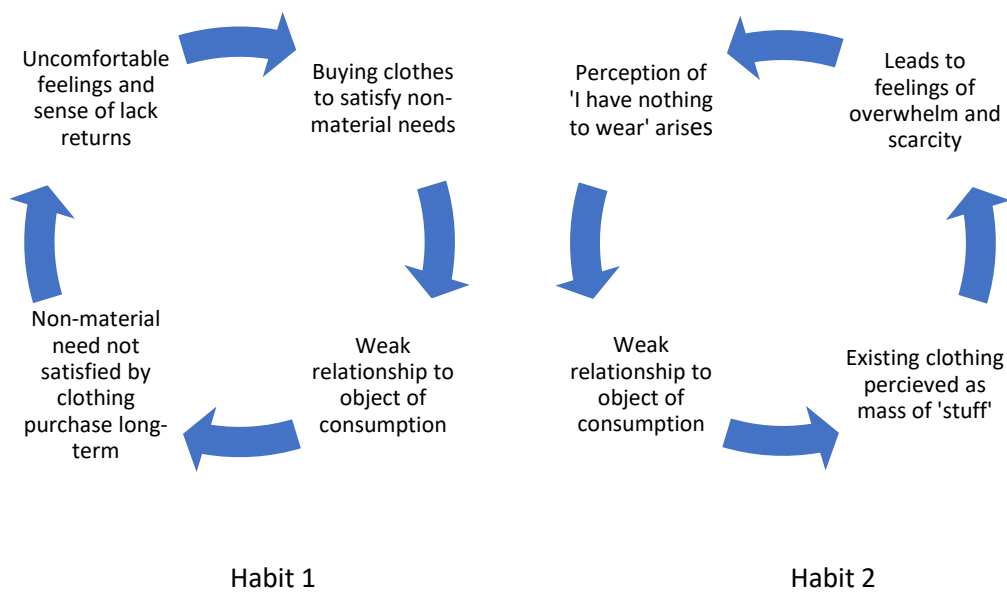 Uncomfortable
feelings and
sense of lack
returns
Buying clothes
to satisfy non-
material needs
Weak
relationship to
object of
consumption
Non-material
need not
satisfied by
clothing
purchase long-
term
Habit 1
Perception of
'I have nothing
to wear' arises
Weak
relationship to
object of
consumption
Existing clothing
percieved as
mass of 'stuff'
Leads to
feelings of
overwhelm and
scarcity
Habit 2